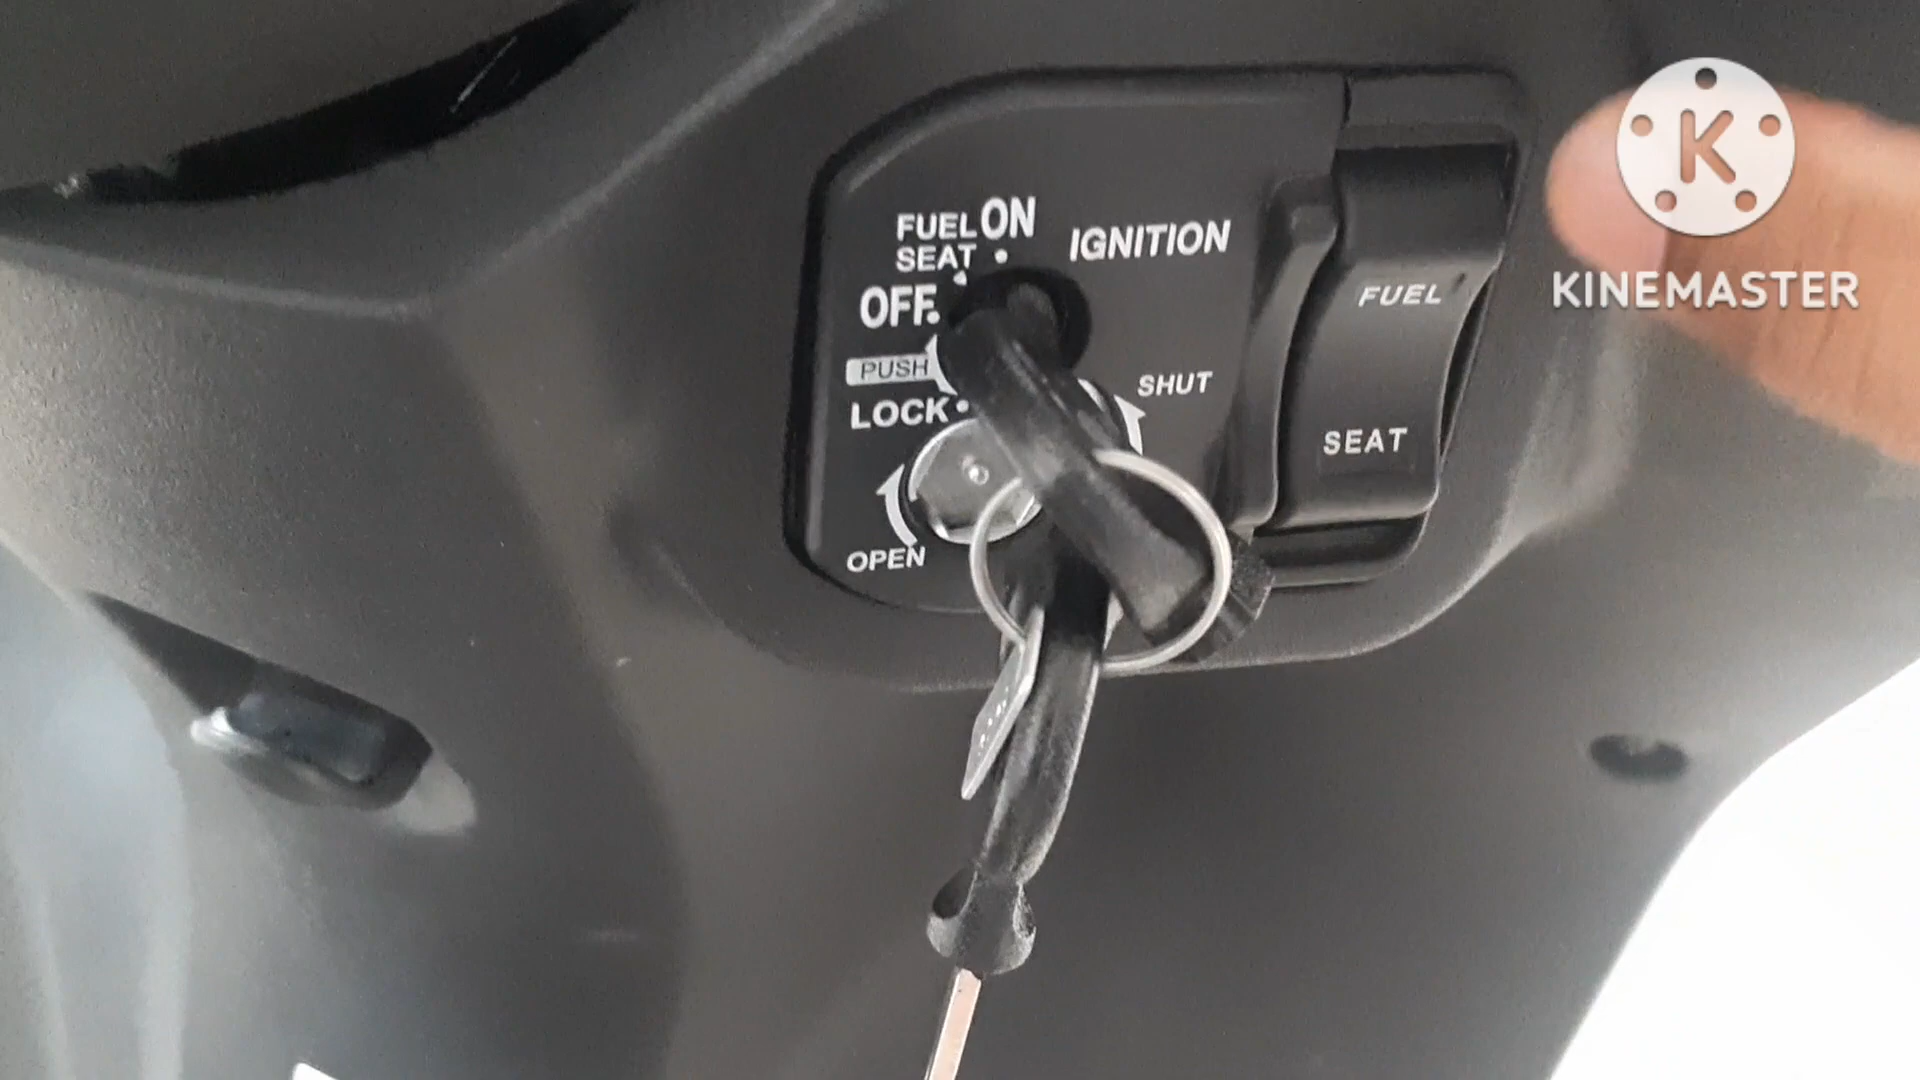 FUEL ON
SEAT
IGNITION
OFF
PUSH
LOCK
SHUT
OPEN
FUEL
SEAT
K
KINEMASTER